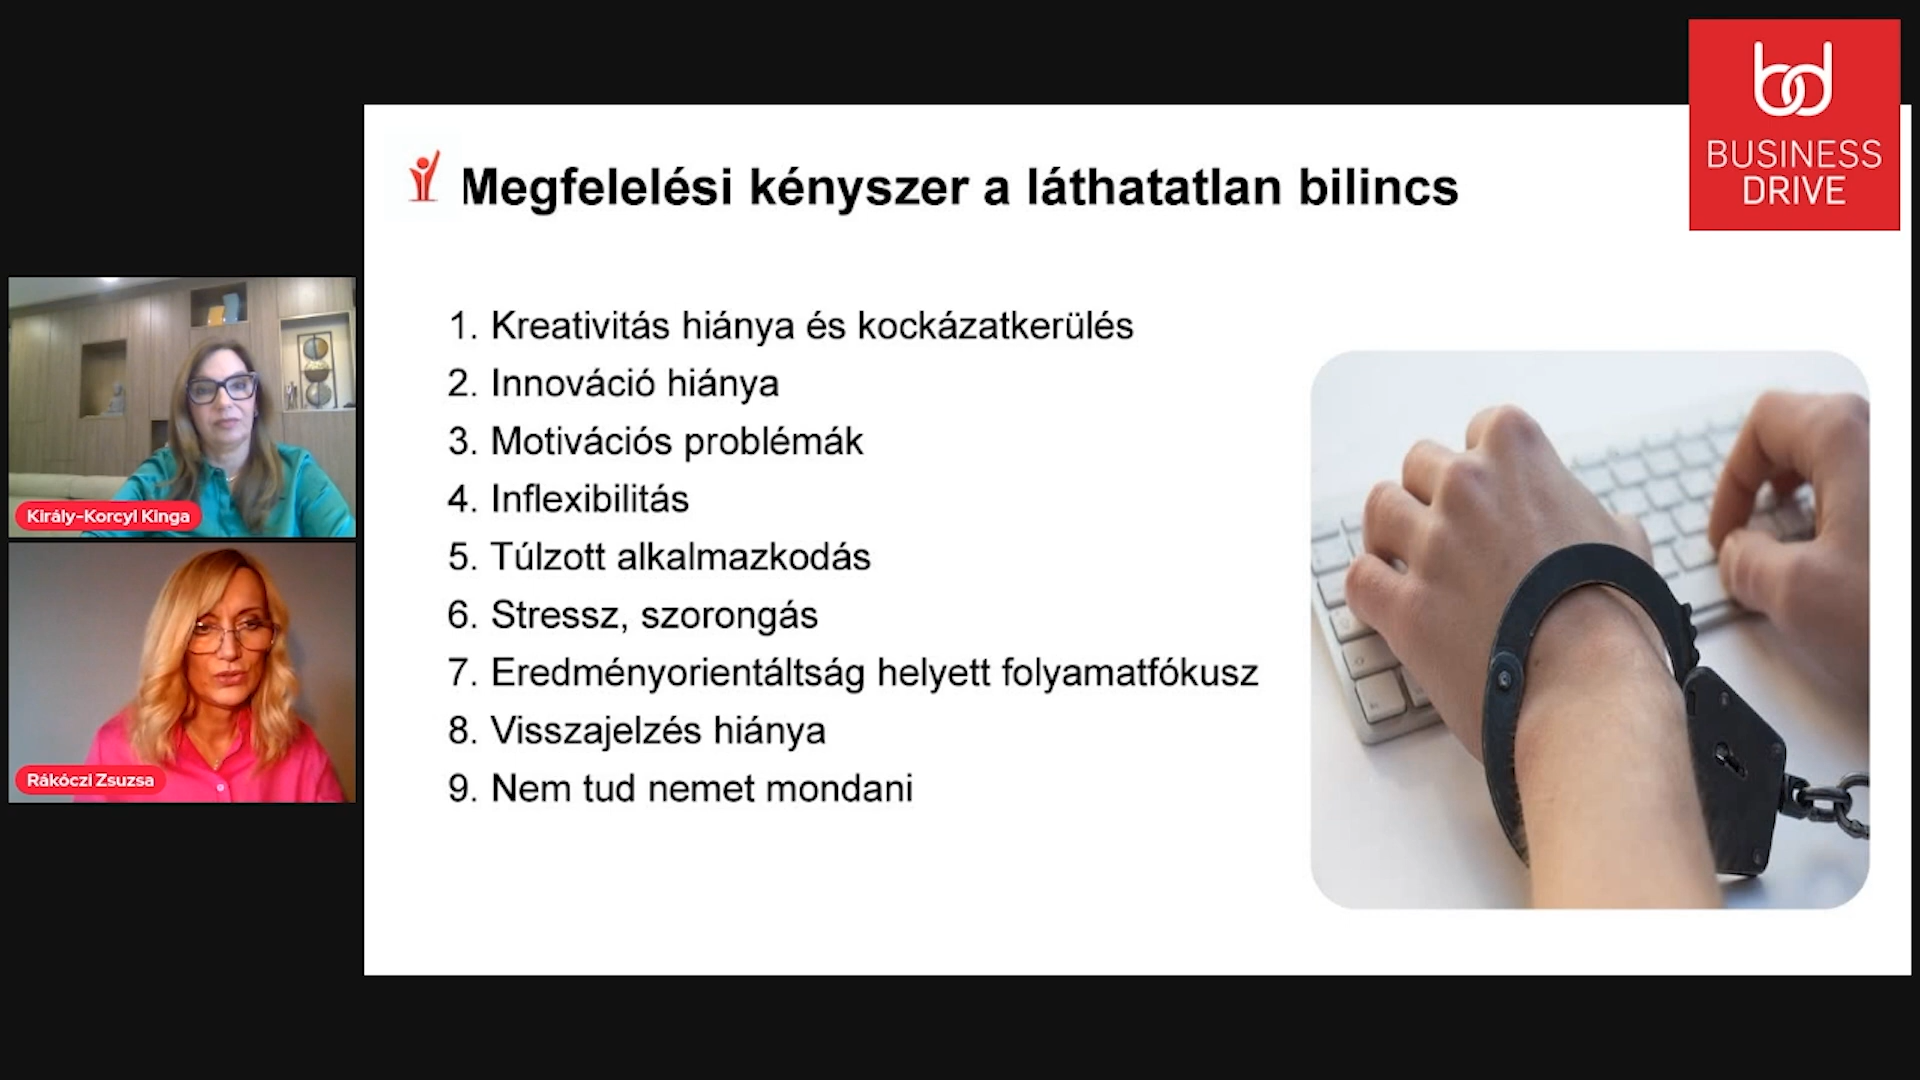 bd
BUSINESS
DRIVE
Megfelelési kényszer a láthatatlan bilincs
1. Kreativitás hiánya és kockázatkerülés
2. Innováció hiánya
3. Motivációs problémák
4. Inflexibilitás
5. Túlzott alkalmazkodás
6. Stressz, szorongás
7. Eredményorientáltság helyett folyamatfókusz
8. Visszajelzés hiánya
9. Nem tud nemet mondani
Király-Korcyl Kinga
Rákóczi Zsuzsa